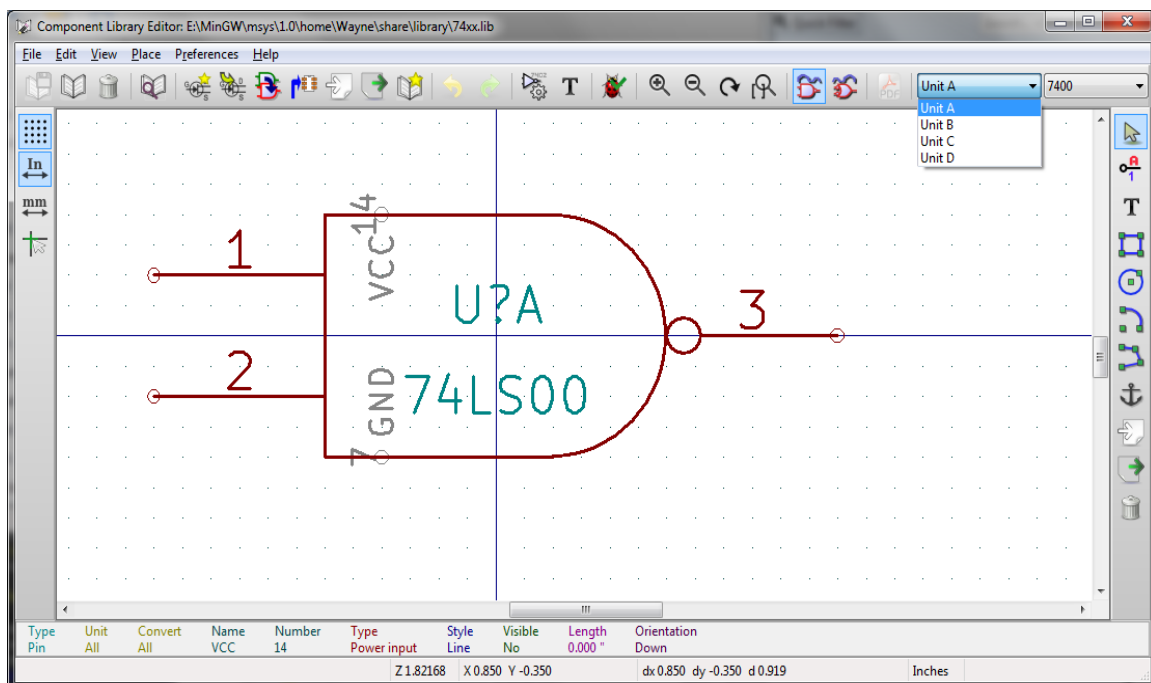 Component Library Editor: E:\MinGW\msys\1.0\home\Wayne\share\library\74xx.lib
File Edit View Place Preferences Help
T Unit A 7400
Unit A
Unit B
Unit C
Unit D
In
mm
A
1
T
14
VCC
1
U?A
3
2
GND
74LS00
7
Type Unit Convert Name Number Type Style Visible Length Orientation
Pin All All VCC 14 Power input Line No 0.000 " Down
Z 1.82168 X 0.850 Y -0.350 dx 0.850 dy -0.350 d 0.919 Inches